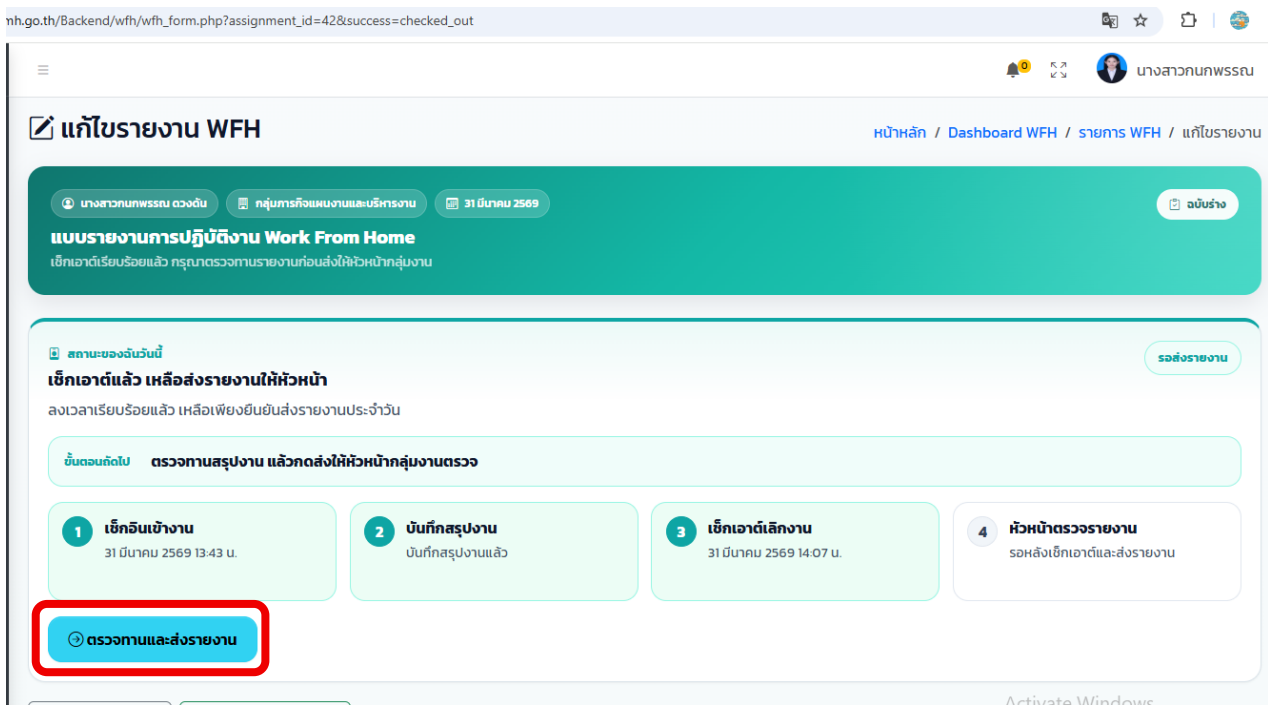 mh.go.th/Backend/wfh/wfh_form.php?assignment_id=42&success=checked_out
0
นางสาวกนกพรรณ
แก้ไขรายงาน WFH
หน้าหลัก / Dashboard WFH / รายการ WFH / แก้ไขรายงาน
นางสาวกนกพรรณ ดวงต้น กลุ่มภารกิจแผนงานและบริหารงาน 31 มีนาคม 2569
ฉบับร่าง
แบบรายงานการปฏิบัติงาน Work From Home
เช็กเอาต์เรียบร้อยแล้ว กรุณาตรวจทานรายงานก่อนส่งให้หัวหน้ากลุ่มงาน
สถานะของฉันวันนี้
รอส่งรายงาน
เช็กเอาต์แล้ว เหลือส่งรายงานให้หัวหน้า
ลงเวลาเรียบร้อยแล้ว เหลือเพียงยืนยันส่งรายงานประจำวัน
ขั้นตอนถัดไป ตรวจทานสรุปงาน แล้วกดส่งให้หัวหน้ากลุ่มงานตรวจ
1 เช็กอินเข้างาน
31 มีนาคม 2569 13:43 น.
2 บันทึกสรุปงาน
บันทึกสรุปงานแล้ว
3 เช็กเอาต์เลิกงาน
31 มีนาคม 2569 14:07 น.
4 หัวหน้าตรวจรายงาน
รอหลังเช็กเอาต์และส่งรายงาน
ตรวจทานและส่งรายงาน
Activate Windows